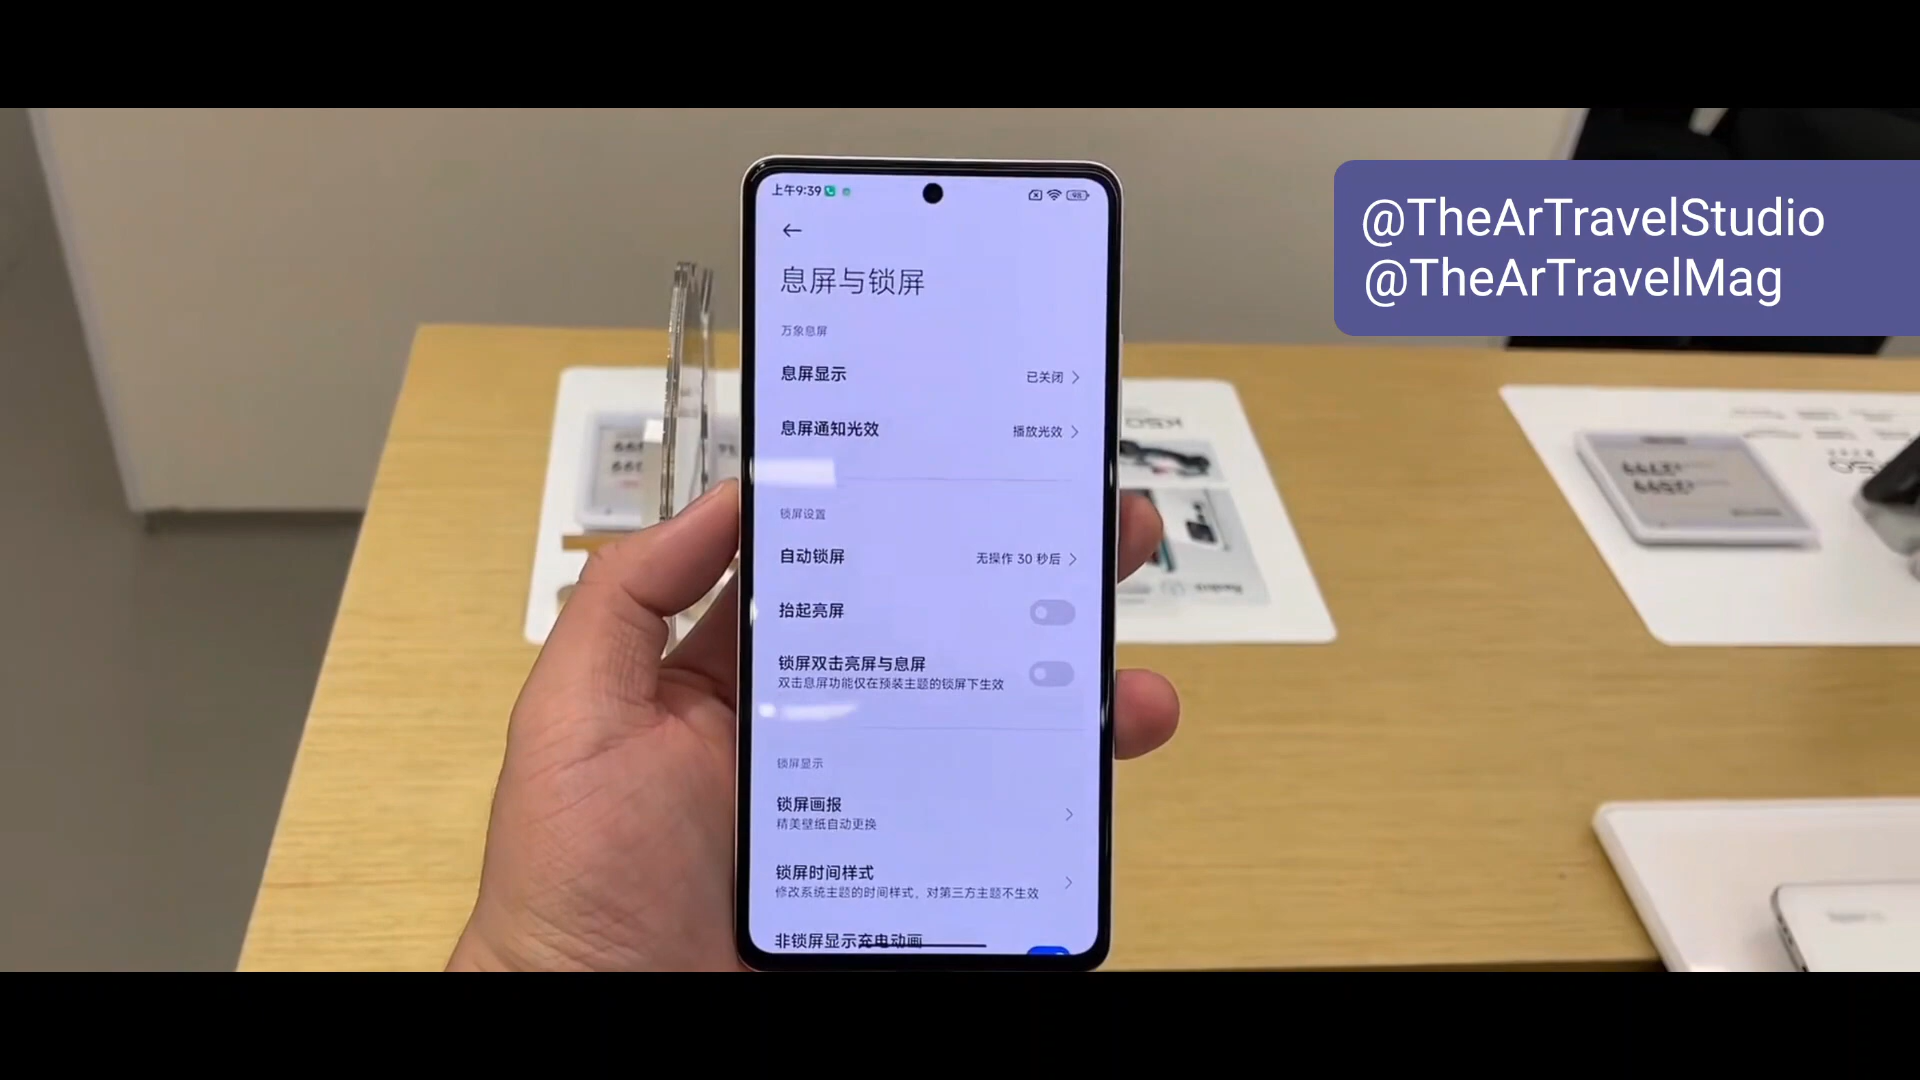 @TheArTravelStudio
@TheArTravelMag
上午9:39
息屏与锁屏
万象息屏
息屏显示 已关闭
息屏通知光效 播放光效
锁屏设置
自动锁屏 无操作 30 秒后
抬起亮屏
锁屏双击亮屏与息屏
双击息屏功能仅在预装主题的锁屏下生效
锁屏显示
锁屏画报
精美壁纸自动更换
锁屏时间样式
修改系统主题的时间样式，对第三方主题不生效
非锁屏显示充电动画
K50